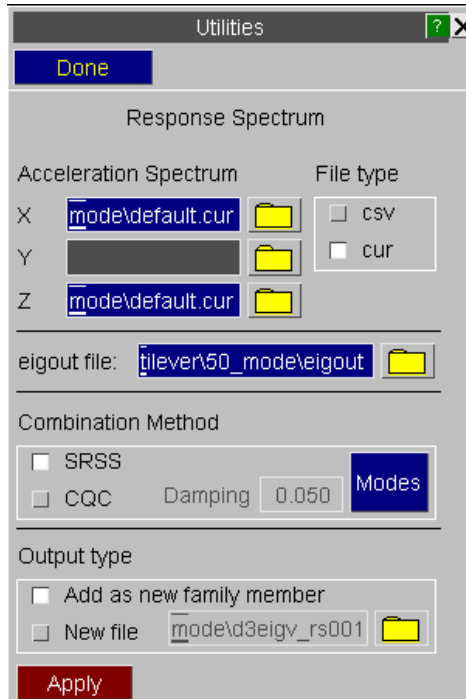 Utilities ? X
Done
Response Spectrum
Acceleration Spectrum File type
X mode\default.cur csv
Y cur
Z mode\default.cur
eigout file: tilever\50_mode\eigout
Combination Method
SRSS
CQC Damping 0.050 Modes
Output type
Add as new family member
New file mode\d3eigv_rs001
Apply